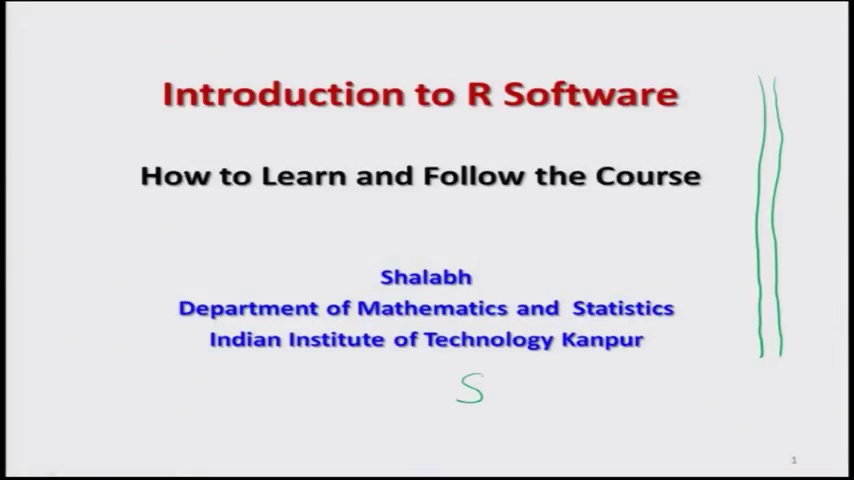 Introduction to R Software
How to Learn and Follow the Course
Shalabh
Department of Mathematics and Statistics
Indian Institute of Technology Kanpur
S
1